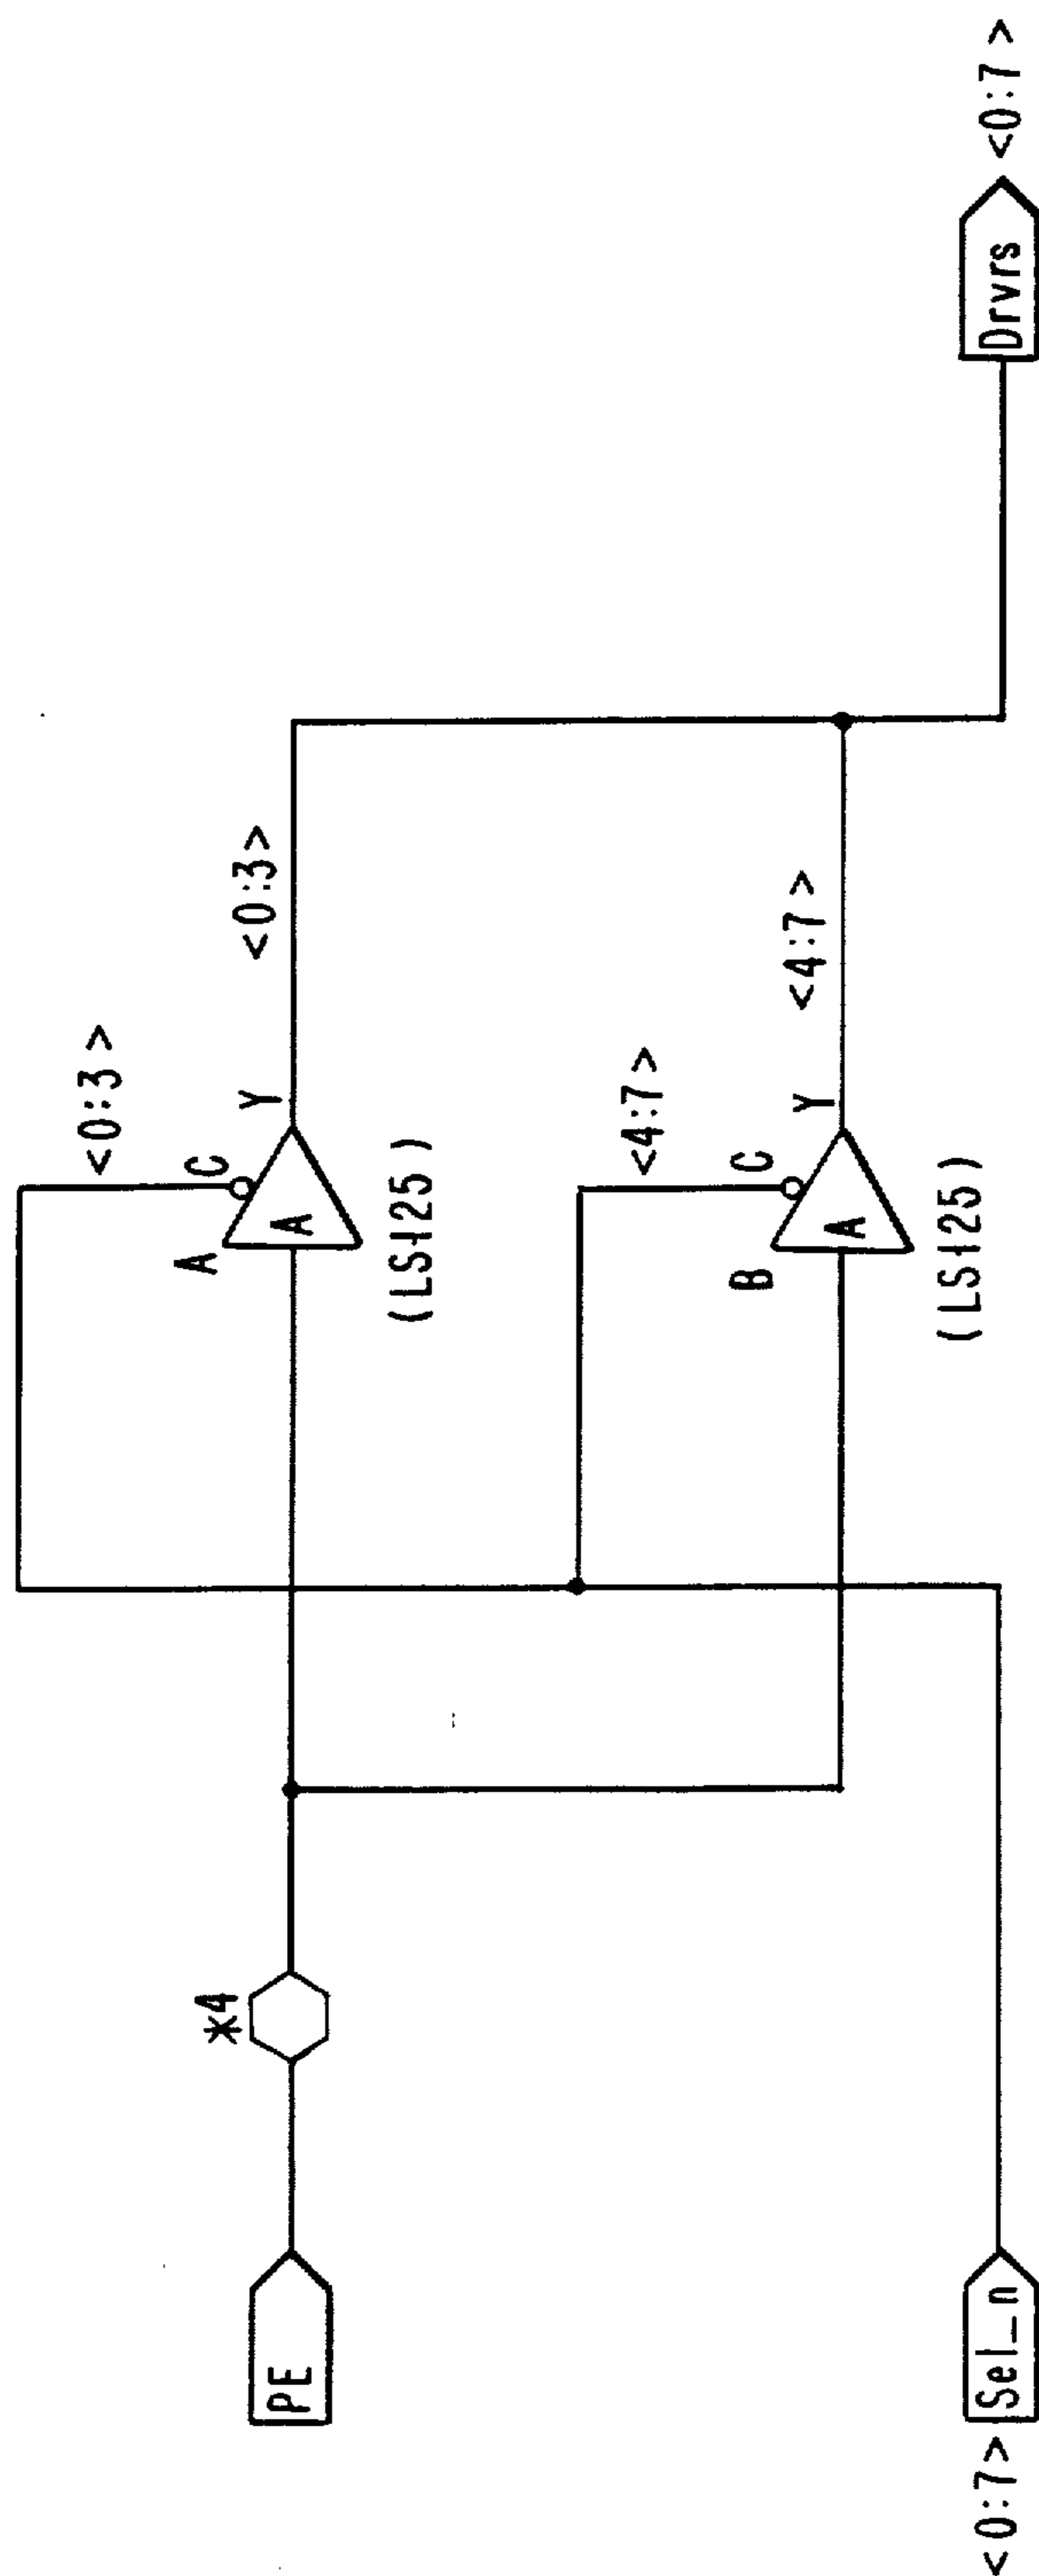 <0:3>
C
Y
<0:3>
*4
A
A
(LS125)
PE
<4:7>
C
Y
<4:7>
B
A
(LS125)
<0:7>
Sel_n
Drvrs
<0:7>